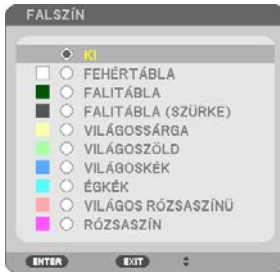 FALSZÍN
KI
FEHÉRTÁBLA
FALITÁBLA
FALITÁBLA (SZÜRKE)
VILÁGOSSÁRGA
VILÁGOSZÖLD
VILÁGOSKÉK
ÉGKÉK
VILÁGOS RÓZSASZÍNŰ
RÓZSASZÍN
ENTER EXIT